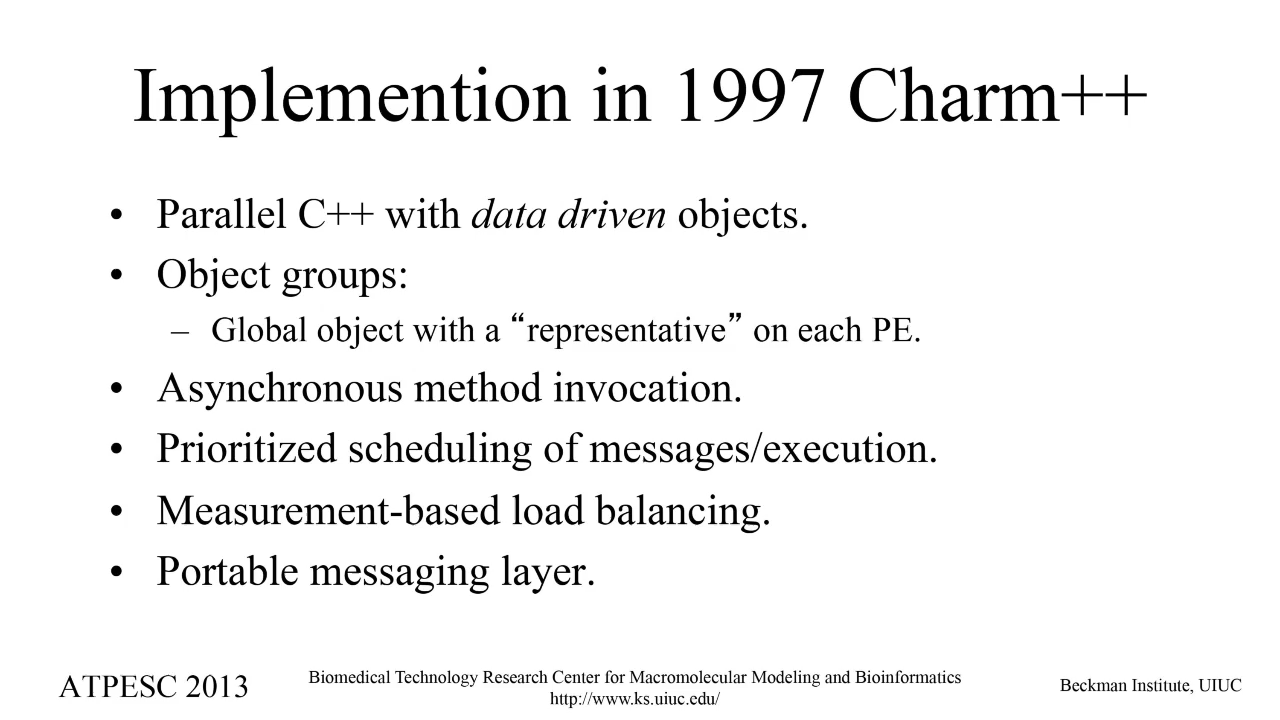 Implemention in 1997 Charm++
• Parallel C++ with data driven objects.
• Object groups:
– Global object with a “representative” on each PE.
• Asynchronous method invocation.
• Prioritized scheduling of messages/execution.
• Measurement-based load balancing.
• Portable messaging layer.
ATPESC 2013
Biomedical Technology Research Center for Macromolecular Modeling and Bioinformatics
http://www.ks.uiuc.edu/
Beckman Institute, UIUC